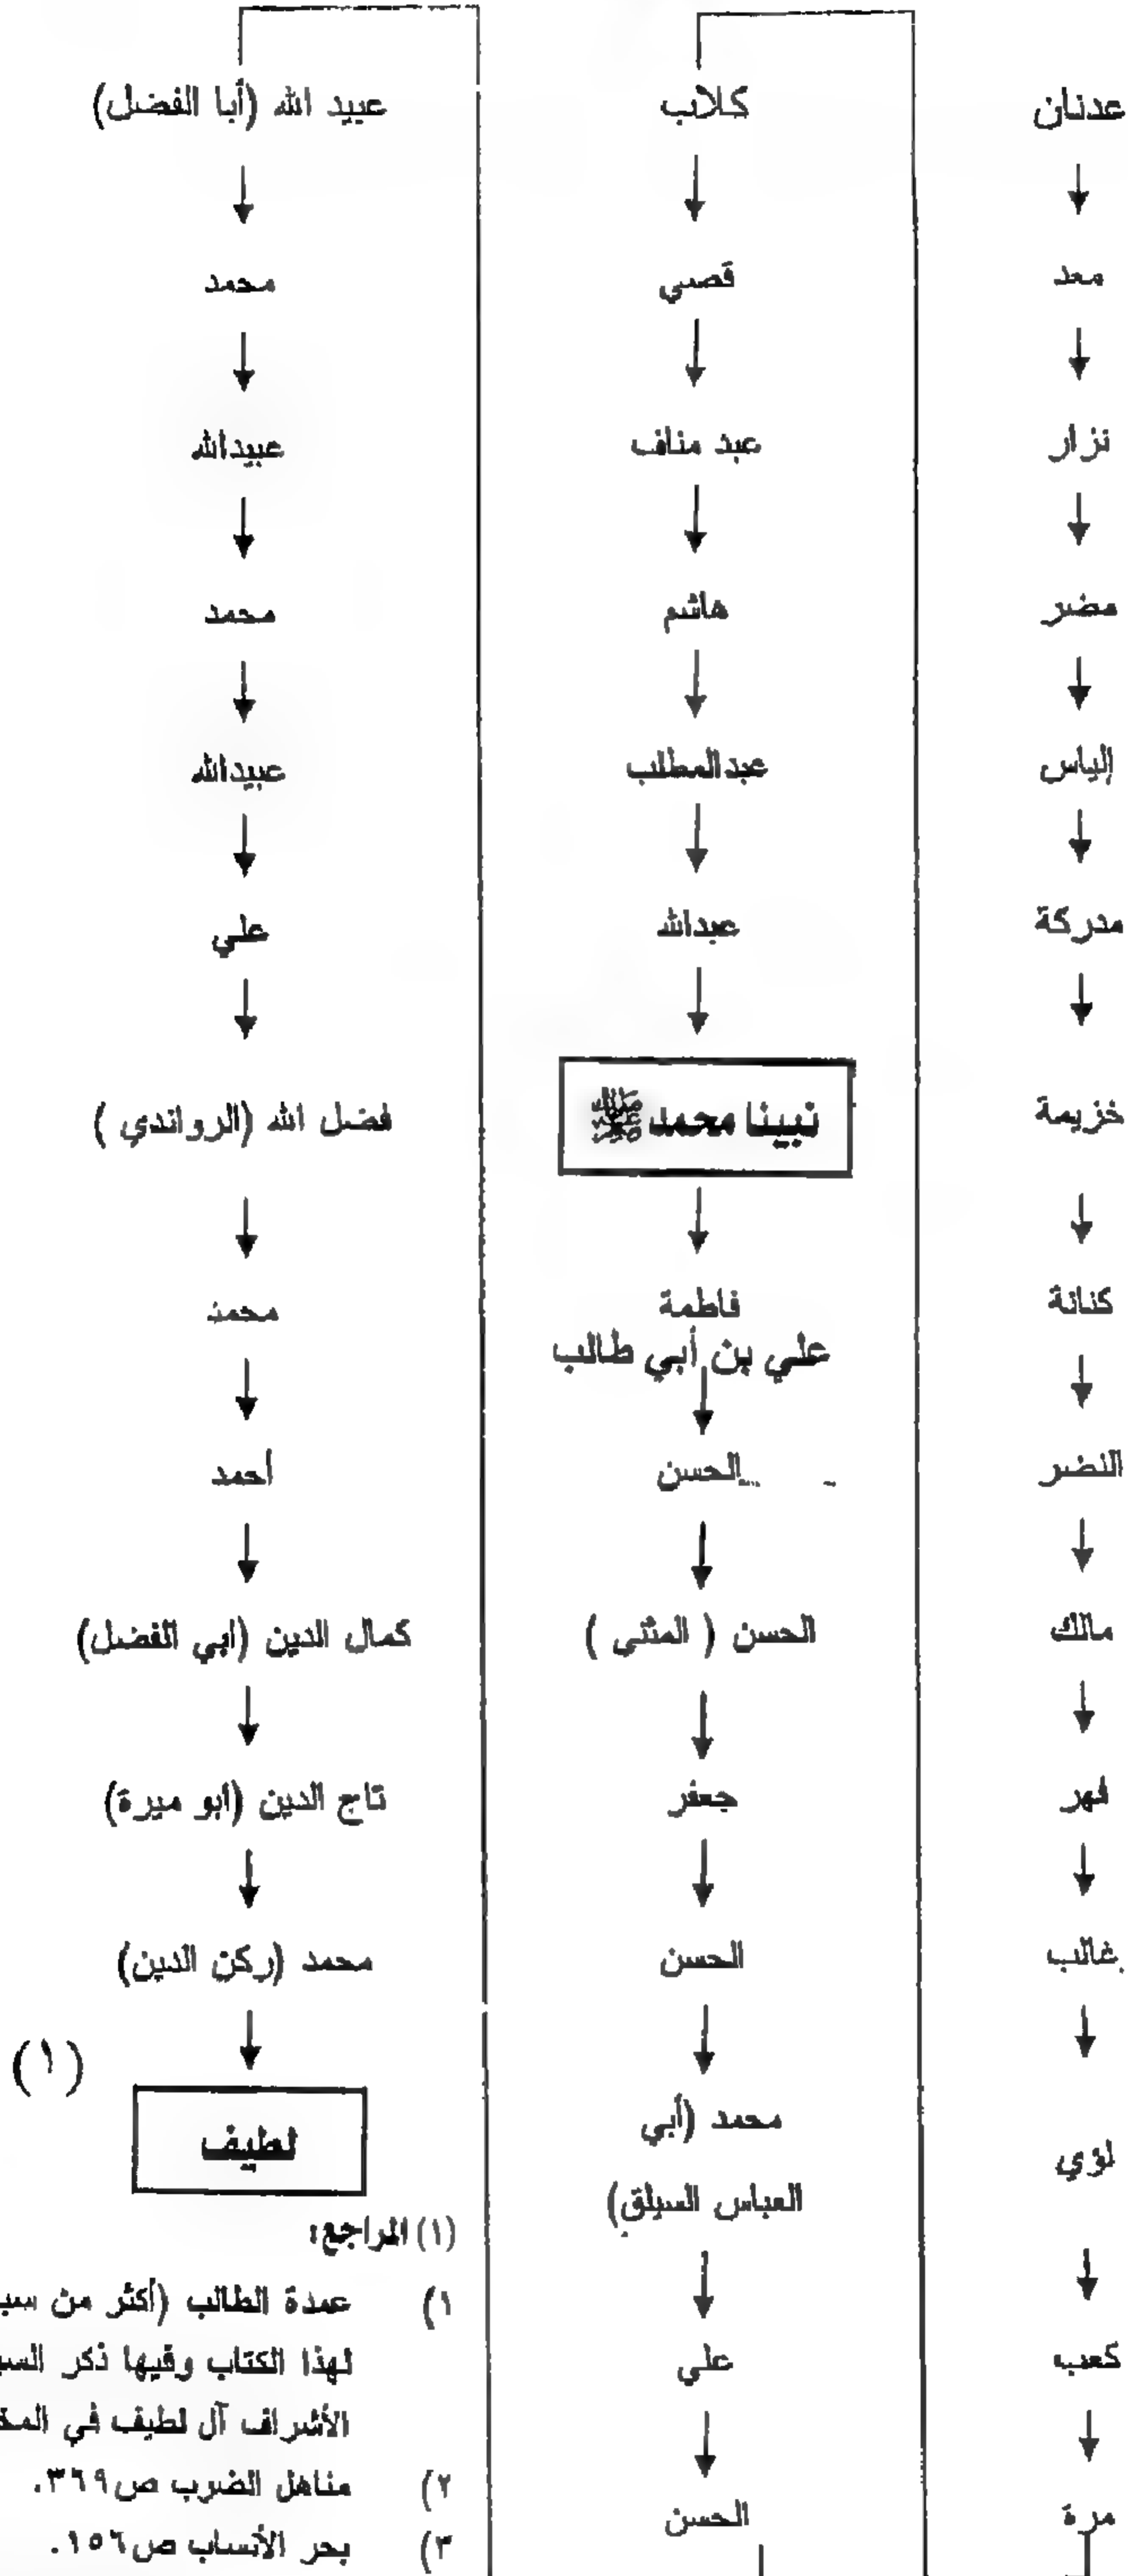 عدنان
معد
نزار
مضر
إلياس
مدركة
خزيمة
كنانة
النضر
مالك
فهر
غالب
لؤي
كعب
مرة
كلاب
قصي
عبد مناف
هاشم
عبدالمطلب
عبدالله
نبينا محمد ﷺ
فاطمة
علي بن أبي طالب
الحسن
الحسن ( المثنى )
جعفر
الحسن
محمد (أبي
العباس السيلق)
علي
الحسن
عبيد الله (أبا الفضل)
محمد
عبيدالله
محمد
عبيدالله
علي
فضل الله (الرواندي )
محمد
أحمد
كمال الدين (ابي الفضل)
تاج الدين (ابو ميرة)
محمد (ركن الدين)
(١)
لطيف
(١) المراجع:
١) عمدة الطالب (أكثر من
لهذا الكتاب وفيها ذكر
الأشراف آل لطيف في
٢) مناهل الضرب ص٣٦٩.
٣) بحر الأنساب ص١٥٦.